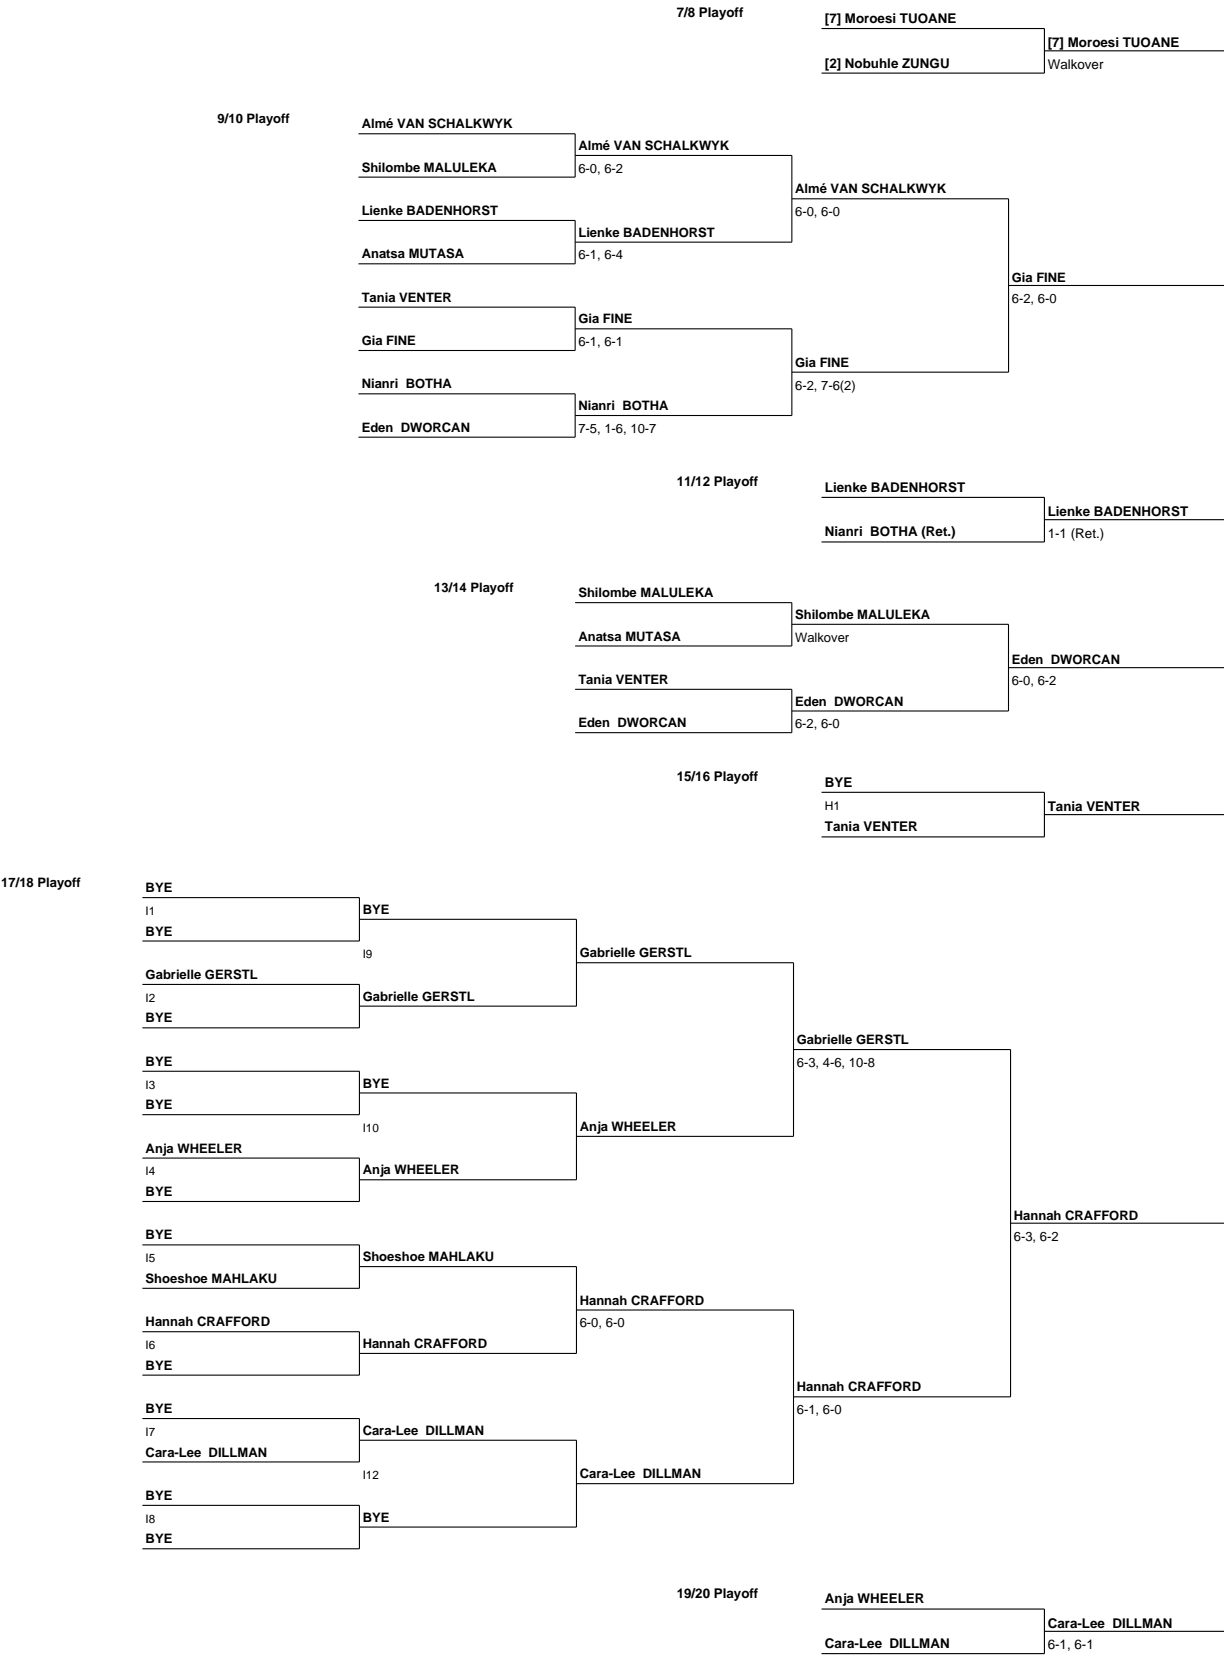 7/8 Playoff
[7] Moroesi TUOANE
[7] Moroesi TUOANE
[2] Nobuhle ZUNGU
Walkover
9/10 Playoff
Almé VAN SCHALKWYK
Almé VAN SCHALKWYK
Shilombe MALULEKA
6-0, 6-2
Almé VAN SCHALKWYK
6-0, 6-0
Lienke BADENHORST
Lienke BADENHORST
Anatsa MUTASA
6-1, 6-4
Gia FINE
6-2, 6-0
Tania VENTER
Gia FINE
Gia FINE
6-1, 6-1
Gia FINE
6-2, 7-6(2)
Nianri BOTHA
Nianri BOTHA
Eden DWORCAN
7-5, 1-6, 10-7
11/12 Playoff
Lienke BADENHORST
Lienke BADENHORST
Nianri BOTHA (Ret.)
1-1 (Ret.)
13/14 Playoff
Shilombe MALULEKA
Shilombe MALULEKA
Anatsa MUTASA
Walkover
Eden DWORCAN
6-0, 6-2
Tania VENTER
Eden DWORCAN
Eden DWORCAN
6-2, 6-0
15/16 Playoff
BYE
H1
Tania VENTER
Tania VENTER
17/18 Playoff
BYE
I1
BYE
BYE
I9
Gabrielle GERSTL
Gabrielle GERSTL
I2
Gabrielle GERSTL
BYE
Gabrielle GERSTL
6-3, 4-6, 10-8
BYE
I3
BYE
BYE
I10
Anja WHEELER
Anja WHEELER
I4
Anja WHEELER
BYE
Hannah CRAFFORD
6-3, 6-2
BYE
I5
Shoeshoe MAHLAKU
Shoeshoe MAHLAKU
Hannah CRAFFORD
6-0, 6-0
Hannah CRAFFORD
I6
Hannah CRAFFORD
BYE
Hannah CRAFFORD
6-1, 6-0
BYE
I7
Cara-Lee DILLMAN
Cara-Lee DILLMAN
I12
Cara-Lee DILLMAN
BYE
I8
BYE
BYE
19/20 Playoff
Anja WHEELER
Cara-Lee DILLMAN
Cara-Lee DILLMAN
6-1, 6-1